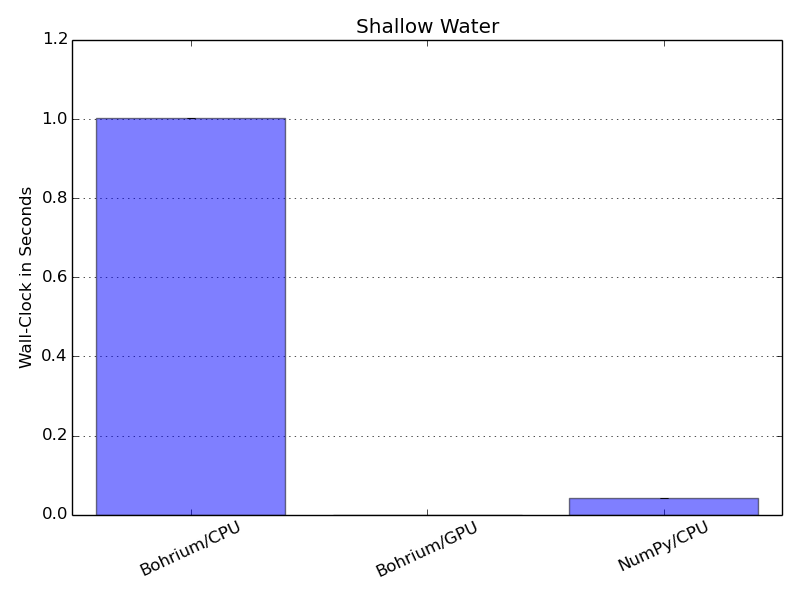 Shallow Water
Wall-Clock in Seconds
1.2
1.0
0.8
0.6
0.4
0.2
0.0
Bohrium/CPU
Bohrium/GPU
NumPy/CPU